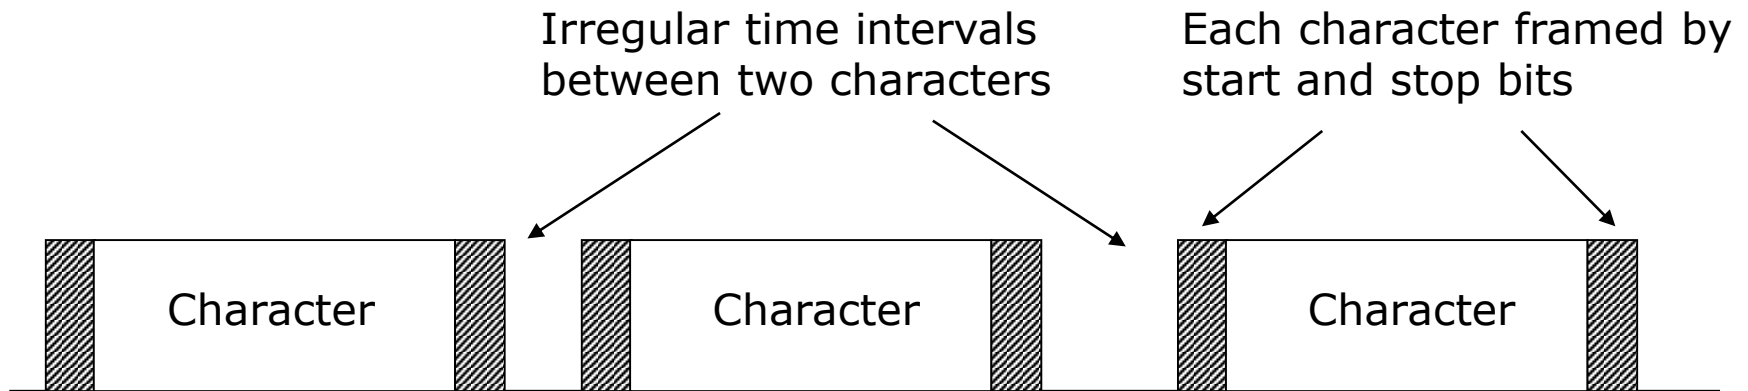 Irregular time intervals
between two characters
Each character framed by
start and stop bits
Character
Character
Character